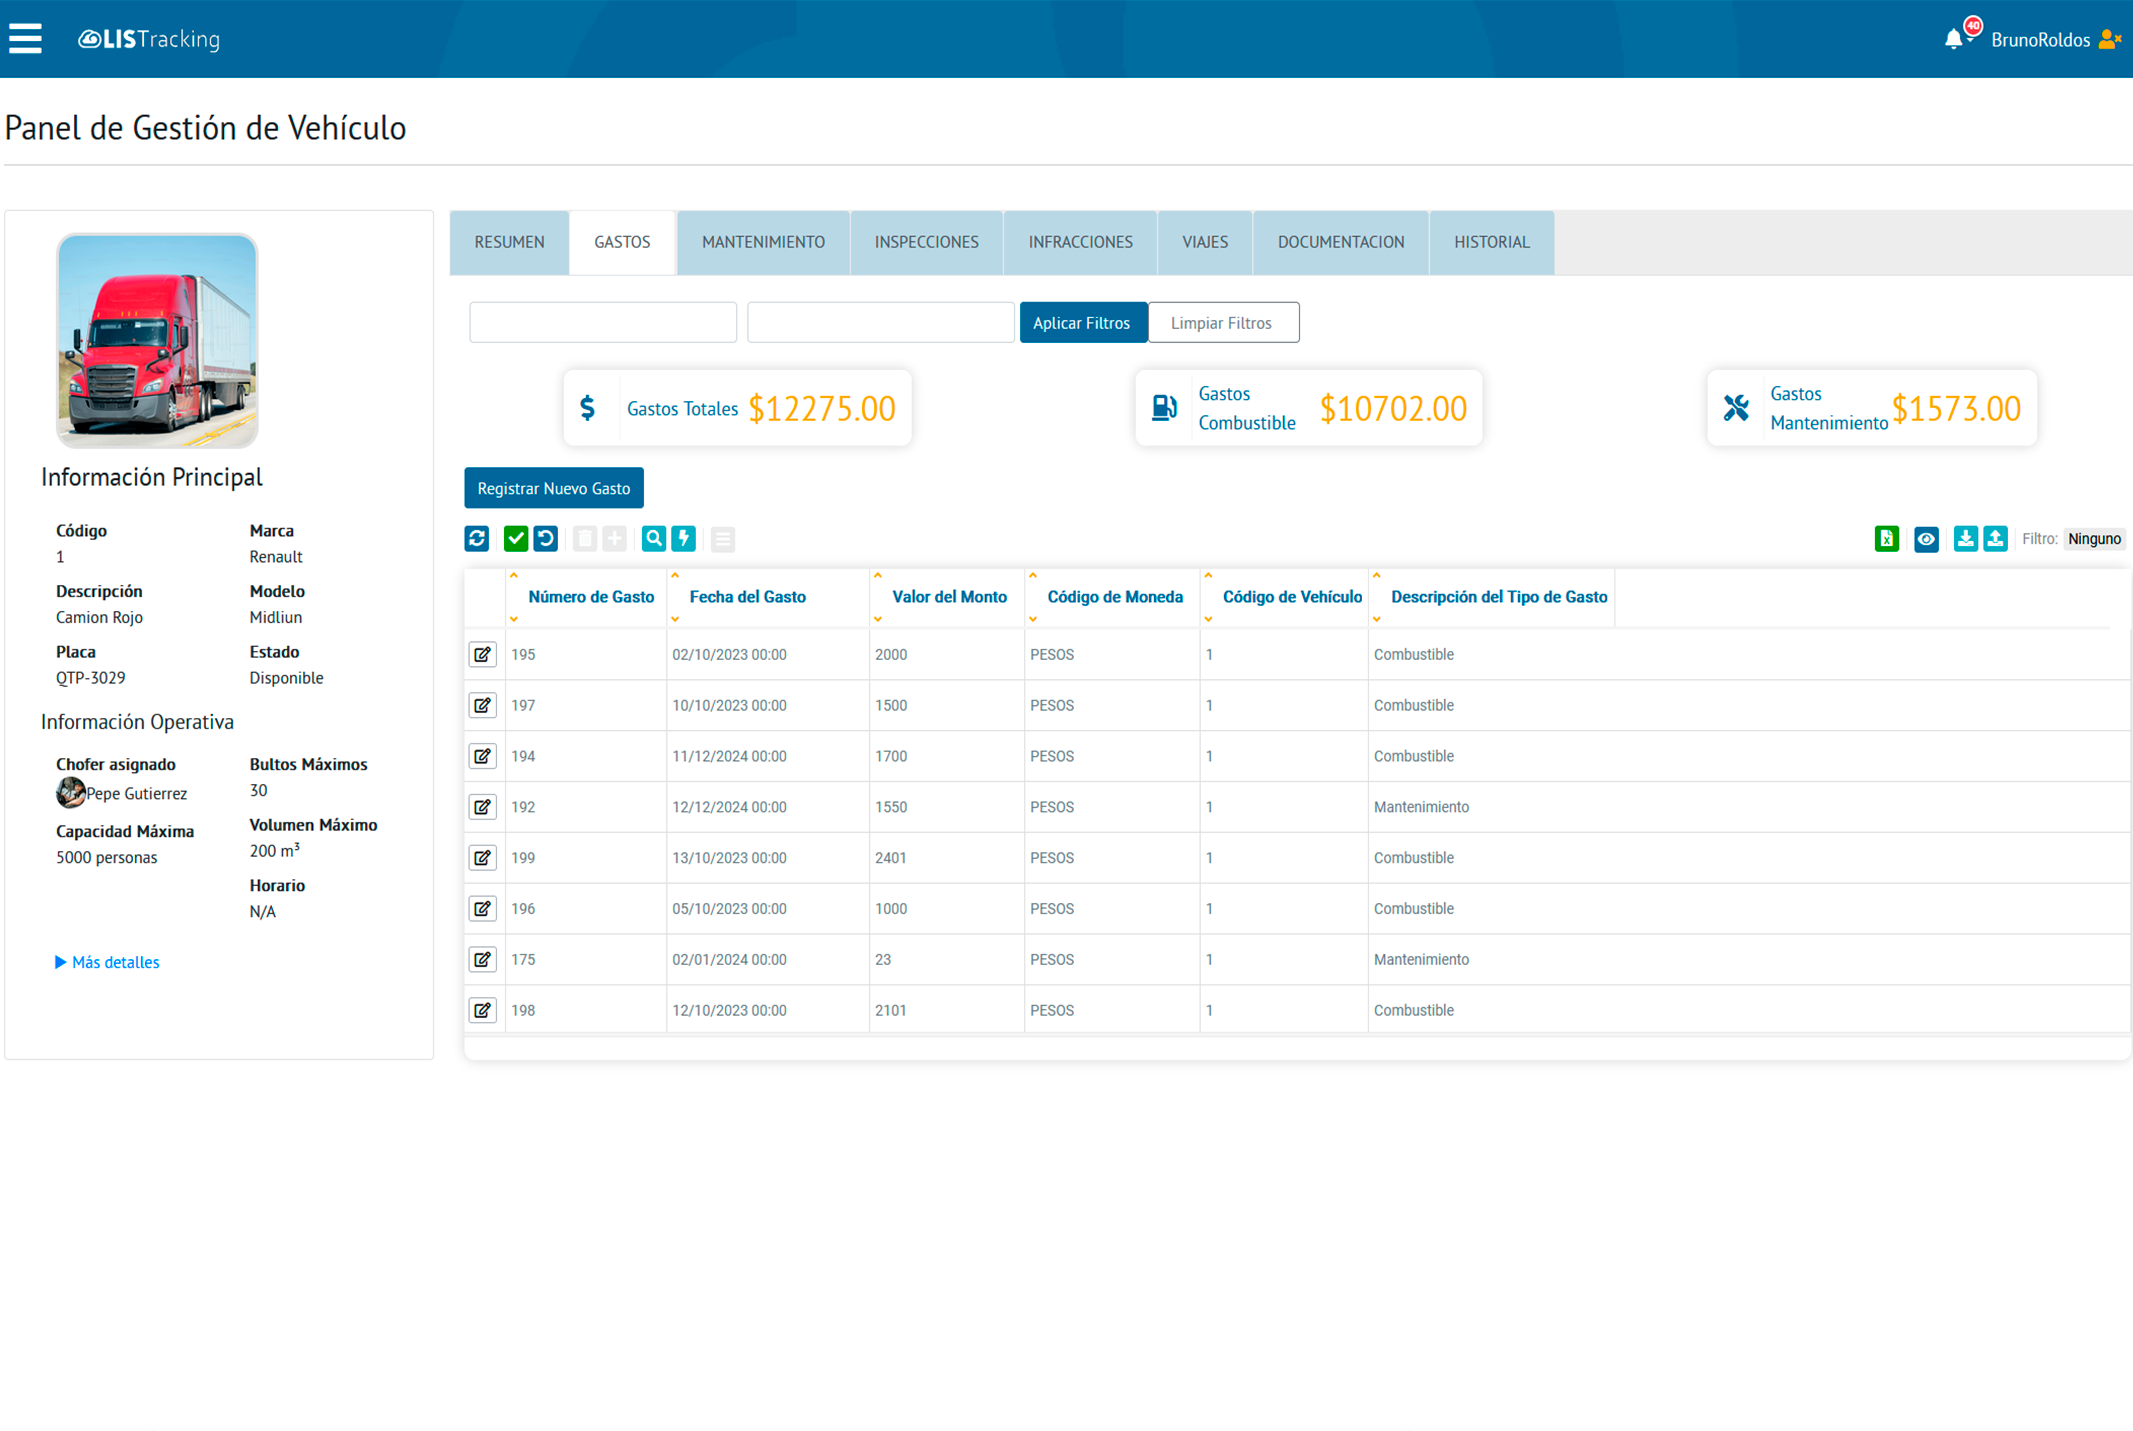 LISTracking
40
BrunoRoldos
Panel de Gestión de Vehículo
RESUMEN GASTOS MANTENIMIENTO INSPECCIONES INFRACCIONES VIAJES DOCUMENTACION HISTORIAL
Aplicar Filtros Limpiar Filtros
Gastos Totales $12275.00
Gastos
Combustible $10702.00
Gastos
Mantenimiento $1573.00
Información Principal
Código
1
Marca
Renault
Descripción
Camion Rojo
Modelo
Midliun
Placa
QTP-3029
Estado
Disponible
Información Operativa
Chofer asignado
Pepe Gutierrez
Bultos Máximos
30
Capacidad Máxima
5000 personas
Volumen Máximo
200 m³
Horario
N/A
Más detalles
Registrar Nuevo Gasto
Filtro: Ninguno
Número de Gasto Fecha del Gasto Valor del Monto Código de Moneda Código de Vehículo Descripción del Tipo de Gasto
195 02/10/2023 00:00 2000 PESOS 1 Combustible
197 10/10/2023 00:00 1500 PESOS 1 Combustible
194 11/12/2024 00:00 1700 PESOS 1 Combustible
192 12/12/2024 00:00 1550 PESOS 1 Mantenimiento
199 13/10/2023 00:00 2401 PESOS 1 Combustible
196 05/10/2023 00:00 1000 PESOS 1 Combustible
175 02/01/2024 00:00 23 PESOS 1 Mantenimiento
198 12/10/2023 00:00 2101 PESOS 1 Combustible